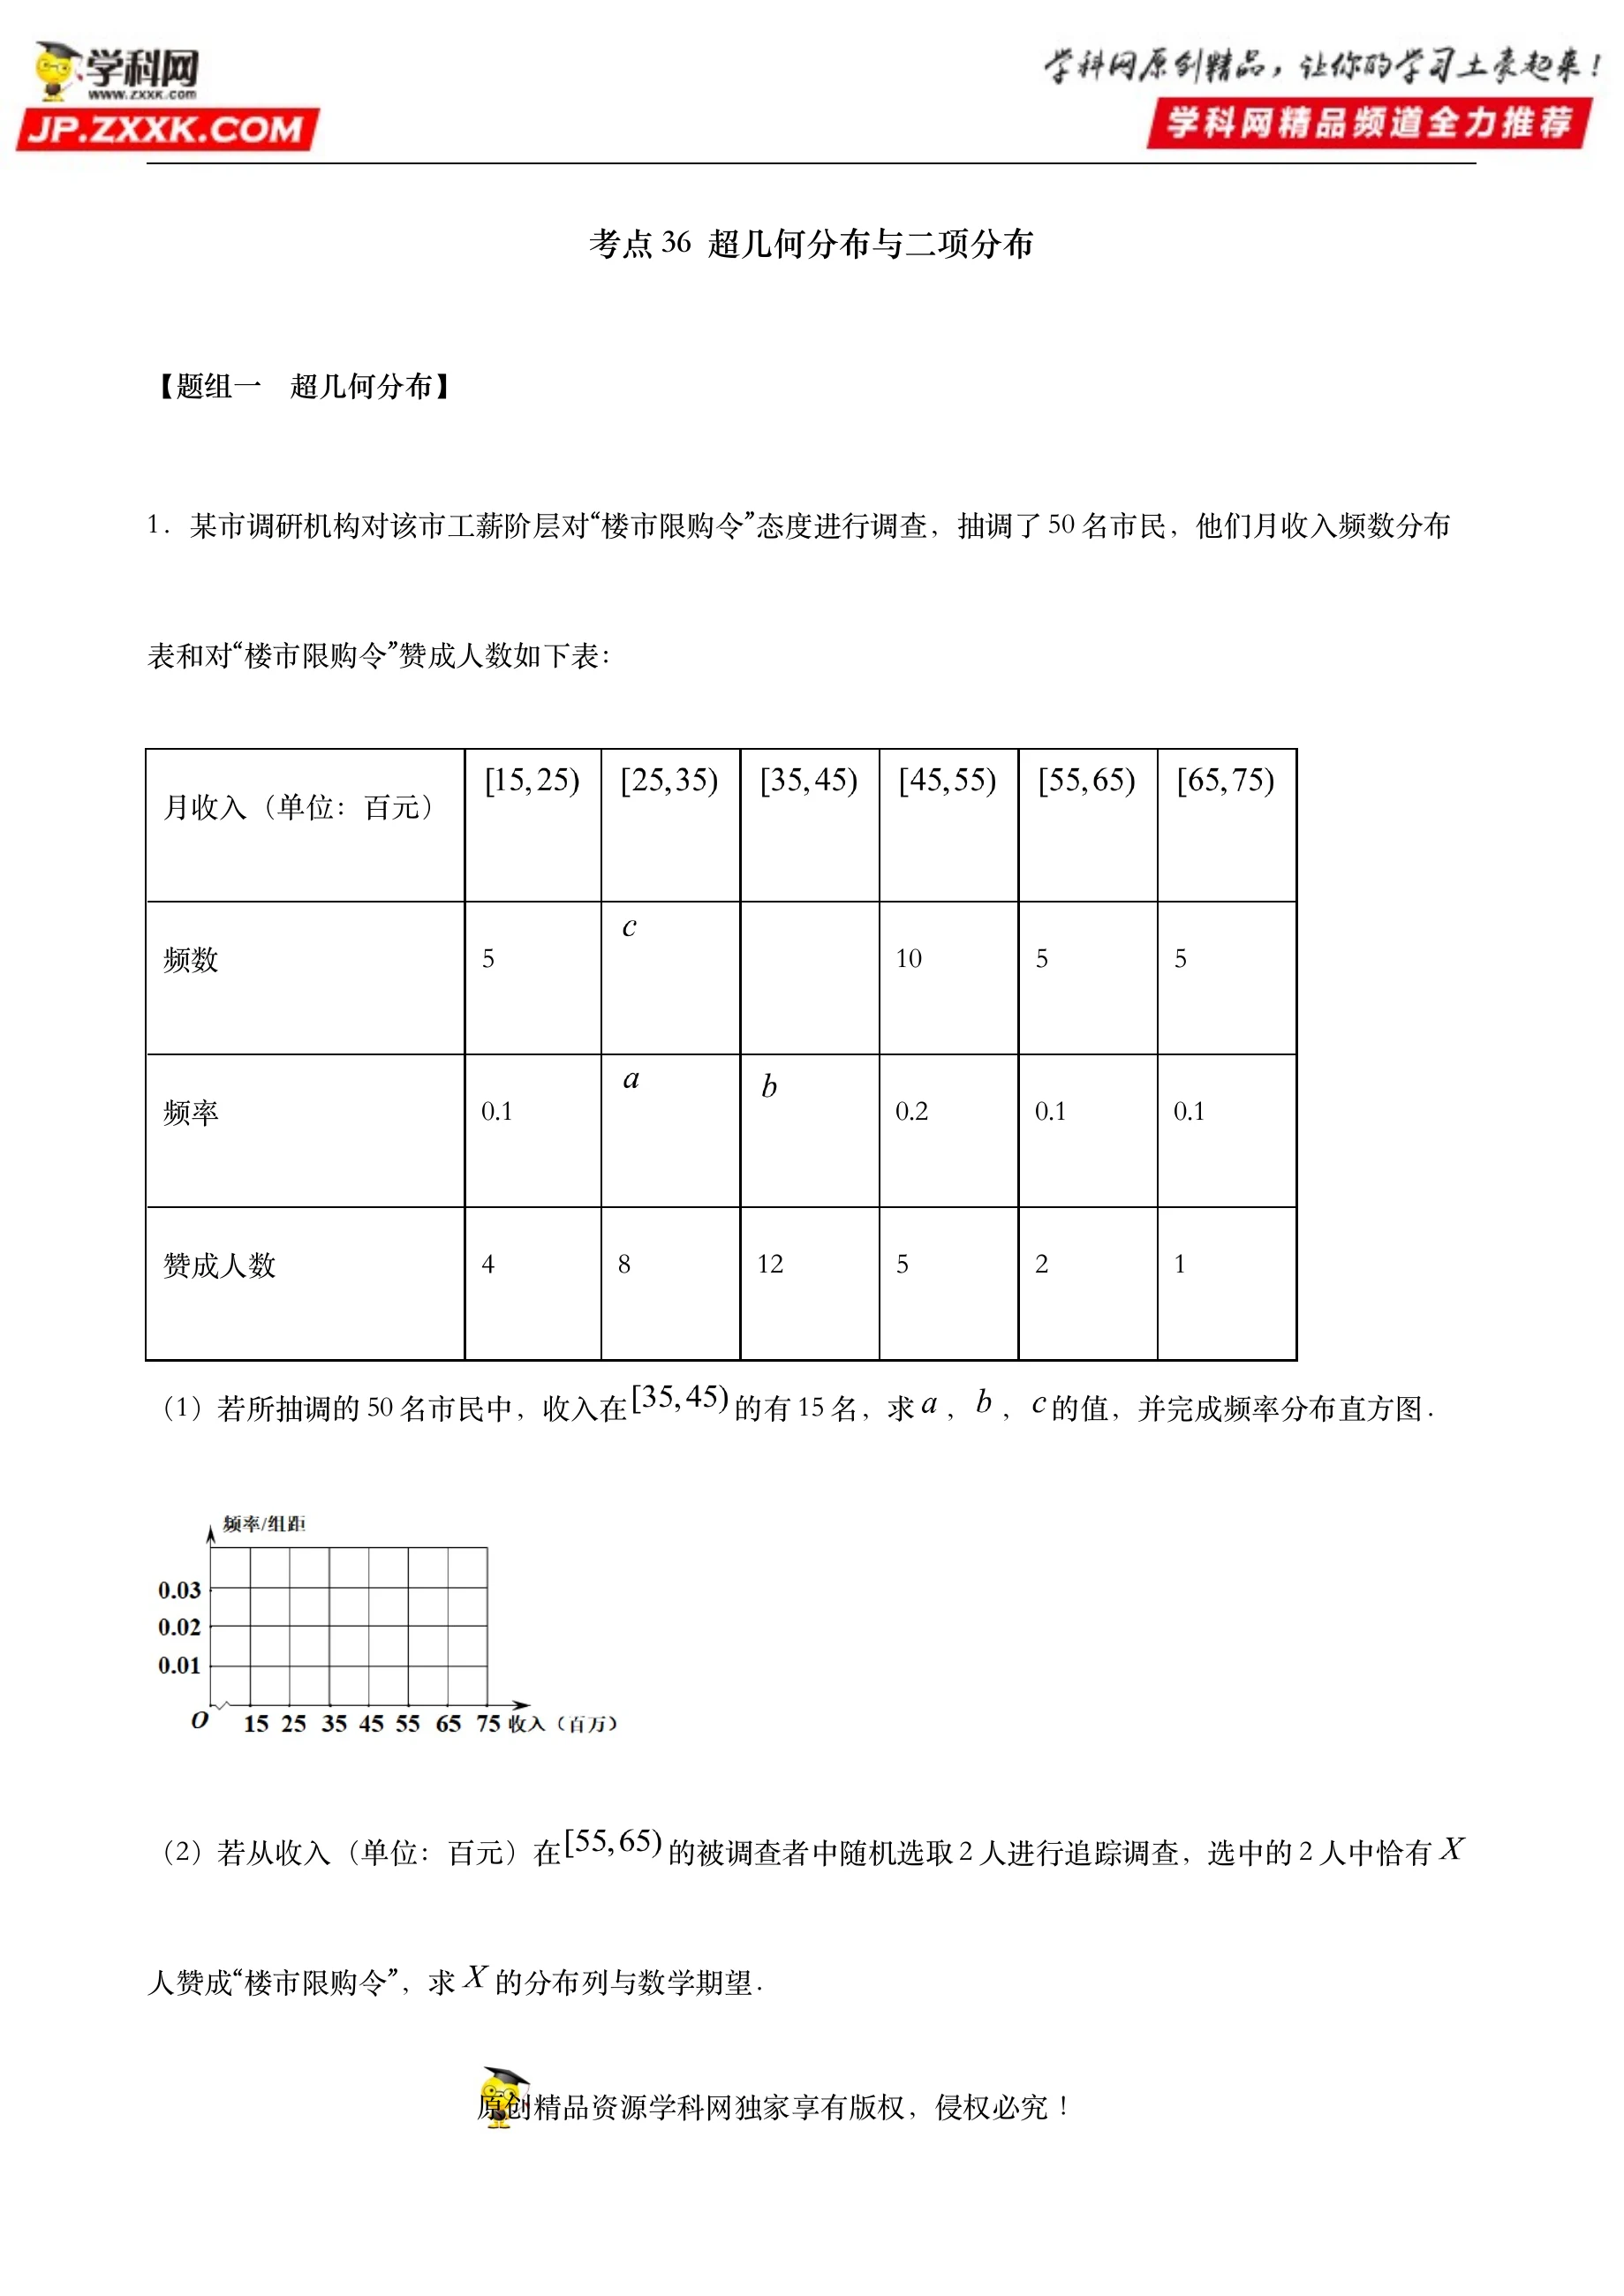 学科网
www.zxxk.com
JP.ZXXK.COM
学科网原创精品，让你的学习土豪起来！
学科网精品频道全力推荐
考点 36 超几何分布与二项分布
【题组一 超几何分布】
1．某市调研机构对该市工薪阶层对“楼市限购令”态度进行调查，抽调了 50 名市民，他们月收入频数分布
表和对“楼市限购令”赞成人数如下表：
月收入（单位：百元） [15,25) [25,35) [35,45) [45,55) [55,65) [65,75)
频数 5 c 10 5 5
频率 0.1 a b 0.2 0.1 0.1
赞成人数 4 8 12 5 2 1
（1）若所抽调的 50 名市民中，收入在[35,45)的有 15 名，求 a，b，c 的值，并完成频率分布直方图．
频率/组距
0.03
0.02
0.01
O 15 25 35 45 55 65 75 收入（百万）
（2）若从收入（单位：百元）在[55,65)的被调查者中随机选取 2 人进行追踪调查，选中的 2 人中恰有 X
人赞成“楼市限购令”，求 X 的分布列与数学期望．
原创精品资源学科网独家享有版权，侵权必究！